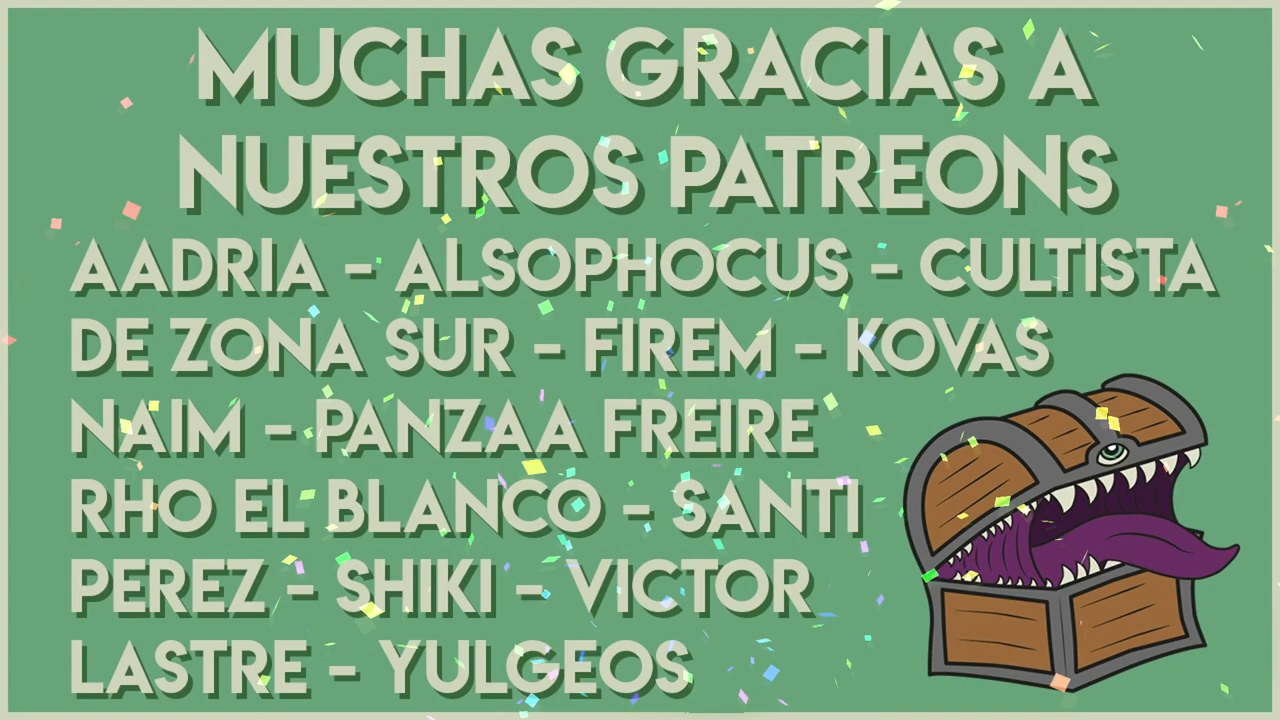 MUCHAS GRACIAS A
NUESTROS PATREONS
AADRIA - ALSOPHOCUS - CULTISTA
DE ZONA SUR - FIREM - KOVAS
NAIM - PANZAA FREIRE
RHO EL BLANCO - SANTI
PEREZ - SHIKI - VICTOR
LASTRE - YULGEOS